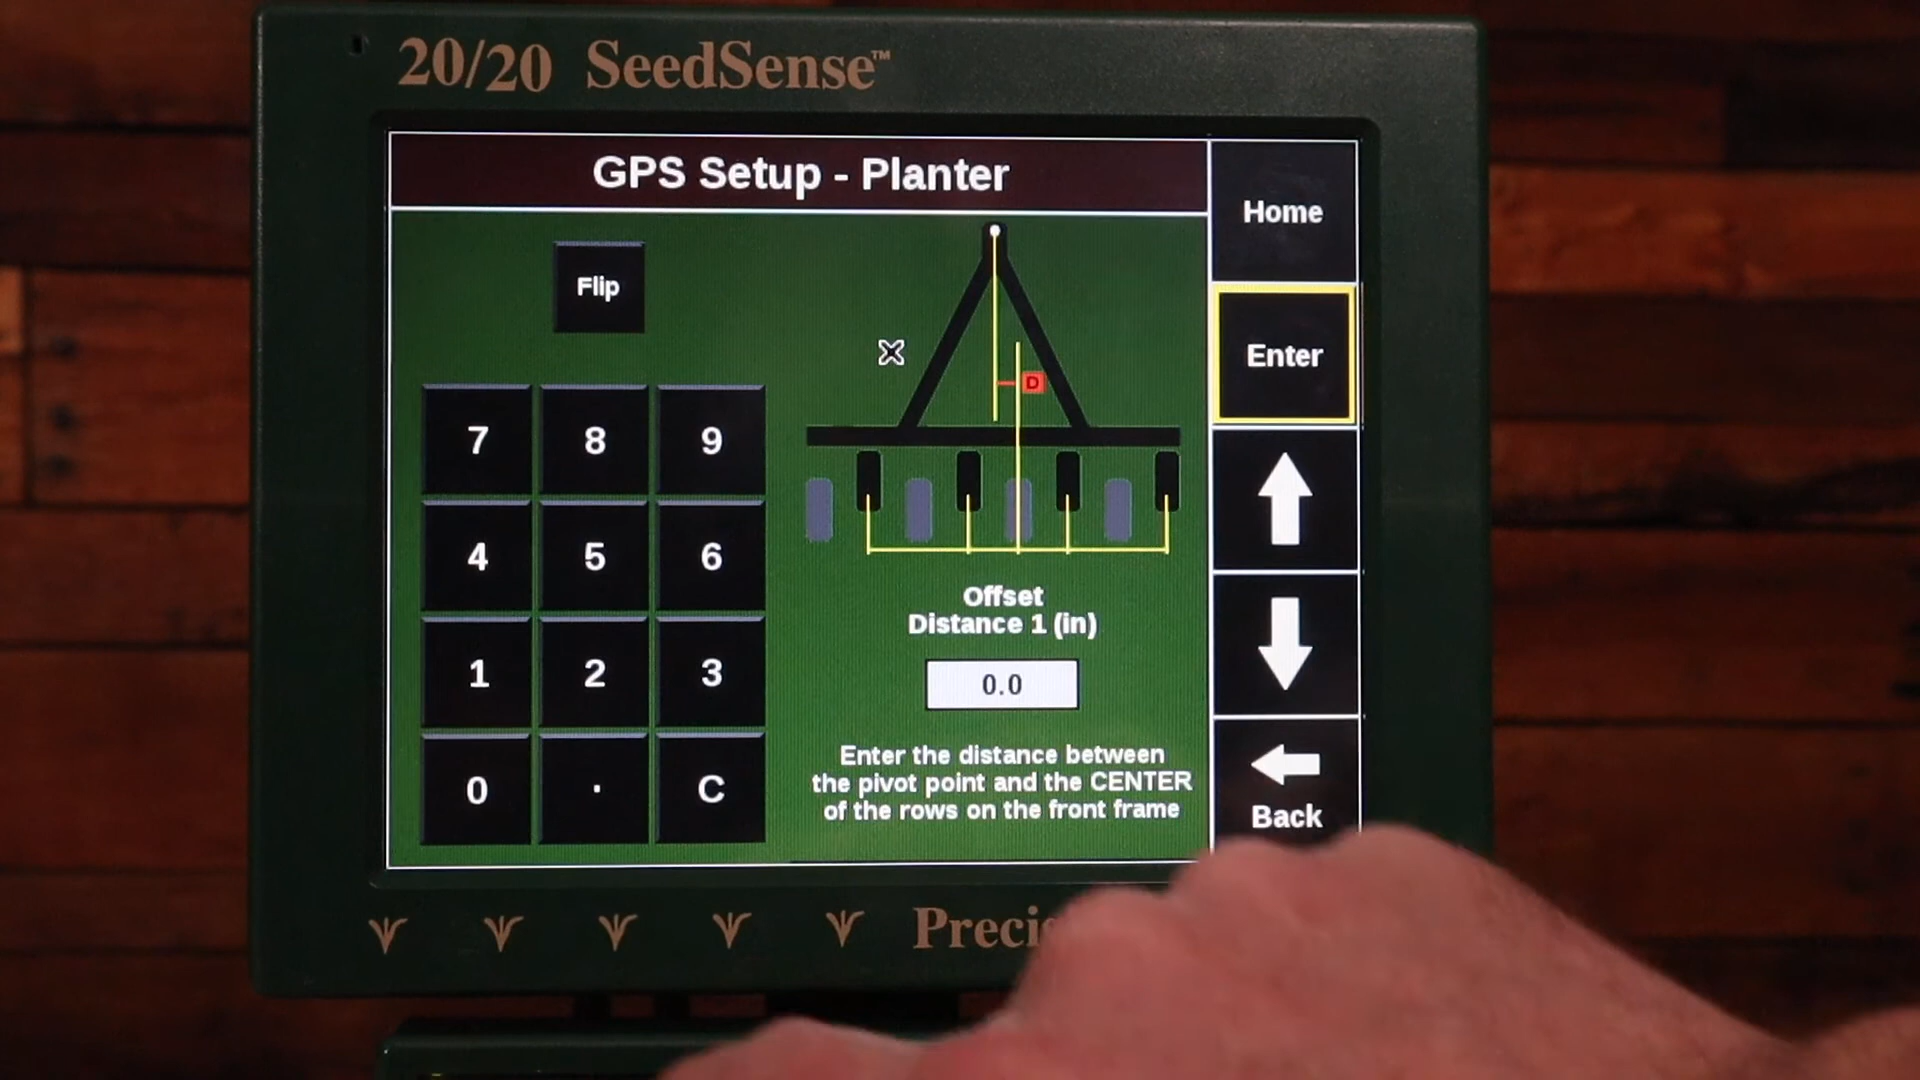 20/20 SeedSense™
GPS Setup - Planter
Home
Flip
Enter
D
7 8 9
4 5 6
1 2 3
0 . C
Offset
Distance 1 (in)
0.0
Enter the distance between
the pivot point and the CENTER
of the rows on the front frame
Back